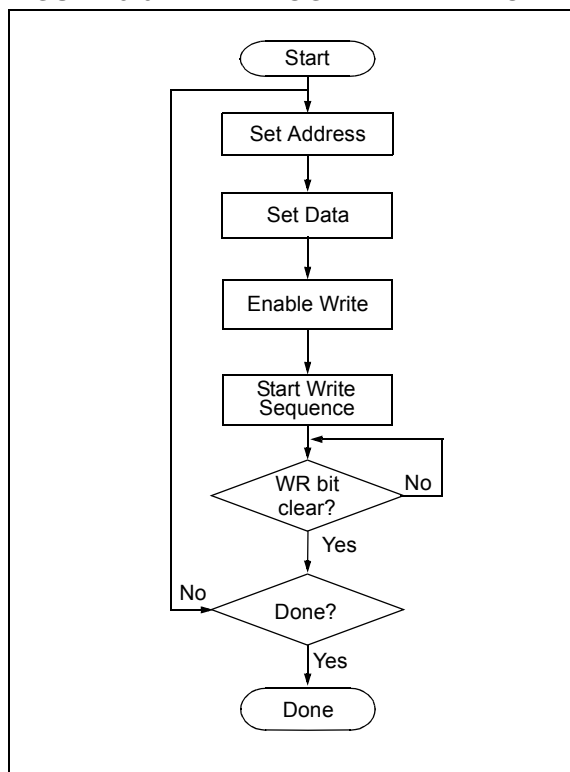 Start
Set Address
Set Data
Enable Write
Start Write
Sequence
WR bit
clear?
No
Yes
No
Done?
Yes
Done